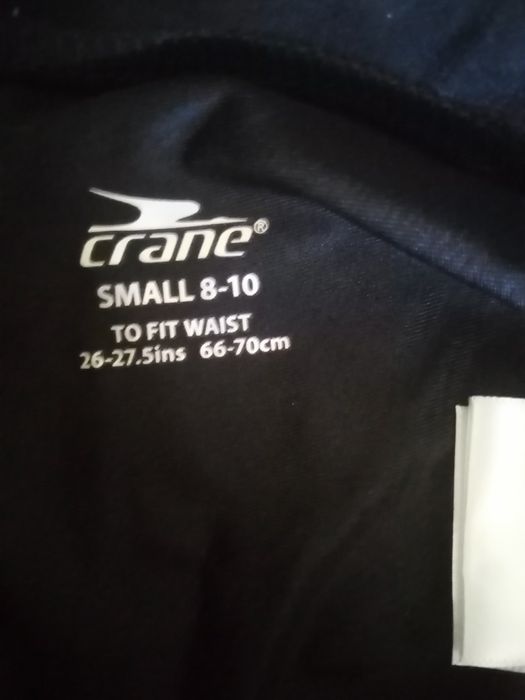 crane®
SMALL 8-10
TO FIT WAIST
26-27.5ins 66-70cm